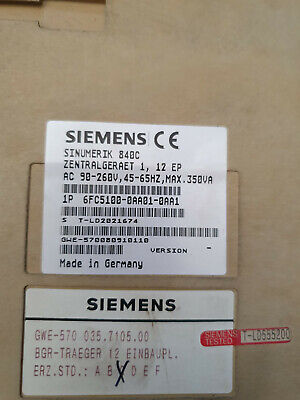 SIEMENS CE
SINUMERIK 840C
ZENTRALGERAET 1, 12 EP
AC 90-260V,45-65HZ,MAX.350VA
1P 6FC5100-0AA01-0AA1
S T-LD2021674
GWE-570080910110 VERSION -
Made in Germany
SIEMENS
GWE-570 035.7105.00
BGR-TRAEGER 12 EINBAUPL.
ERZ.STD.: A B X D E F
SIEMENS
TESTED
T-L0655200